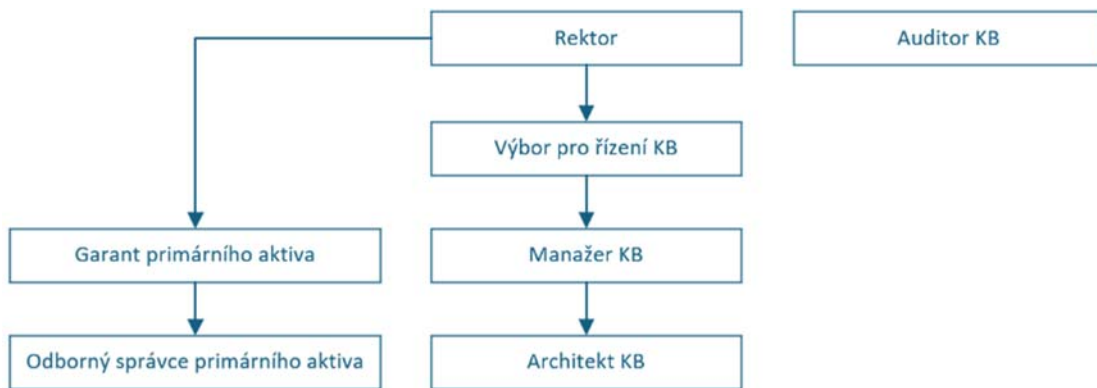 Rektor
Auditor KB
Výbor pro řízení KB
Garant primárního aktiva
Manažer KB
Odborný správce primárního aktiva
Architekt KB